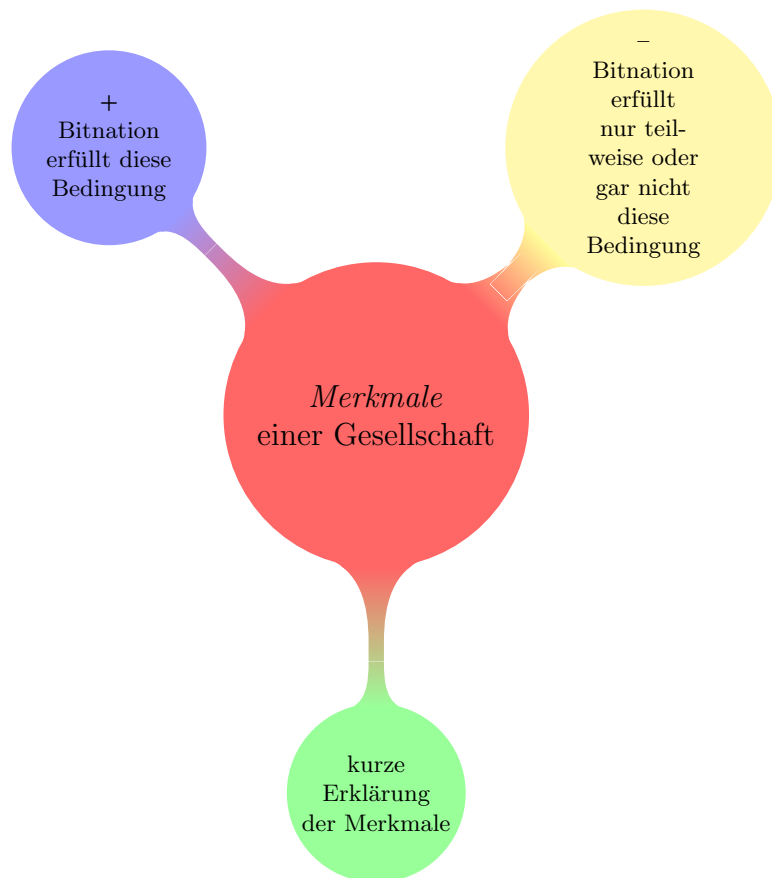 +
Bitnation
erfüllt diese
Bedingung
–
Bitnation
erfüllt
nur teil-
weise oder
gar nicht
diese
Bedingung
Merkmale
einer Gesellschaft
kurze
Erklärung
der Merkmale